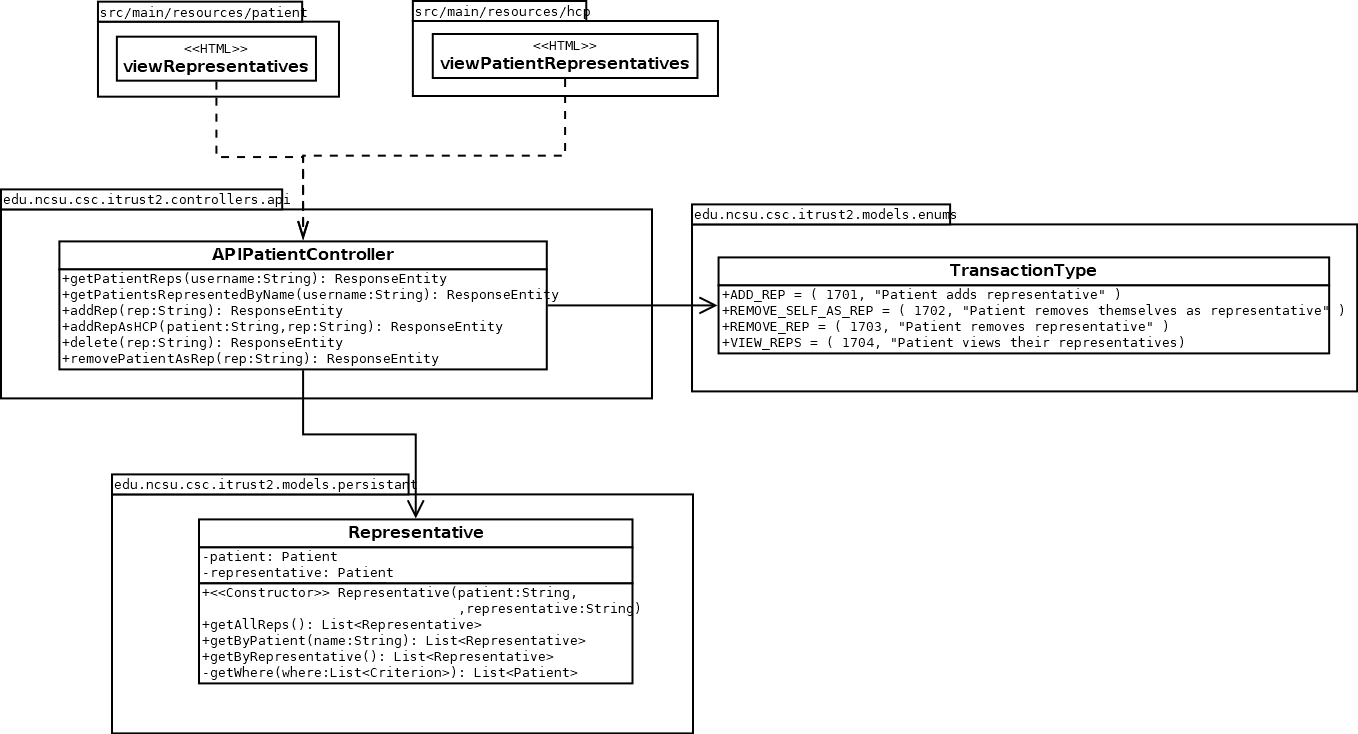 src/main/resources/patient
<<HTML>>
viewRepresentatives
src/main/resources/hcp
<<HTML>>
viewPatientRepresentatives
edu.ncsu.csc.itrust2.controllers.api
APIPatientController
+getPatientReps(username:String): ResponseEntity
+getPatientsRepresentedByName(username:String): ResponseEntity
+addRep(rep:String): ResponseEntity
+addRepAsHCP(patient:String,rep:String): ResponseEntity
+delete(rep:String): ResponseEntity
+removePatientAsRep(rep:String): ResponseEntity
edu.ncsu.csc.itrust2.models.enums
TransactionType
+ADD_REP = ( 1701, "Patient adds representative" )
+REMOVE_SELF_AS_REP = ( 1702, "Patient removes themselves as representative" )
+REMOVE_REP = ( 1703, "Patient removes representative" )
+VIEW_REPS = ( 1704, "Patient views their representatives)
edu.ncsu.csc.itrust2.models.persistant
Representative
-patient: Patient
-representative: Patient
+<<Constructor>> Representative(patient:String,
,representative:String)
+getAllReps(): List<Representative>
+getByPatient(name:String): List<Representative>
+getByRepresentative(): List<Representative>
-getWhere(where:List<Criterion>): List<Patient>